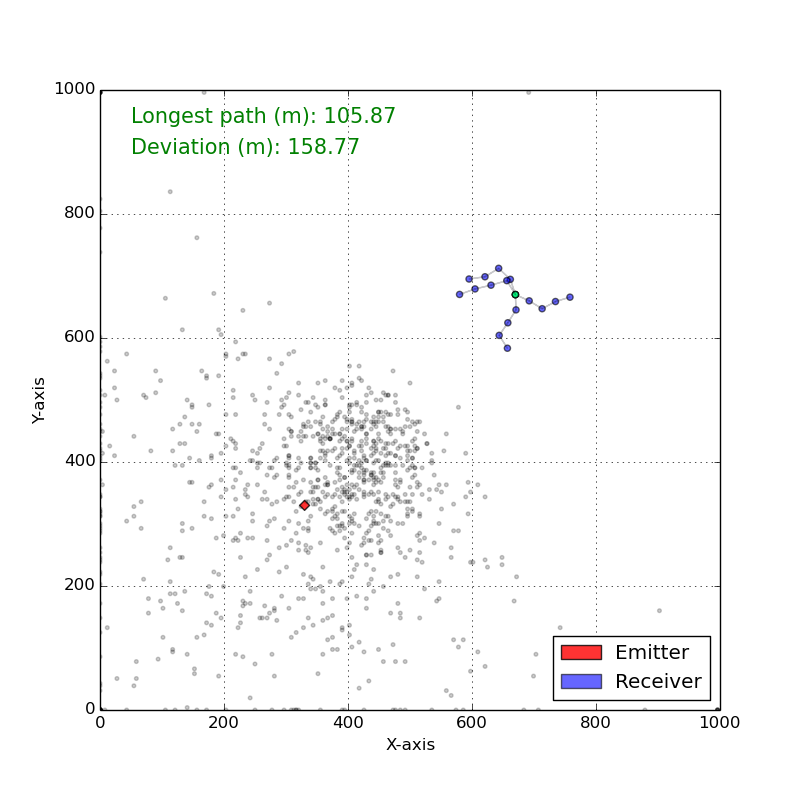 Longest path (m): 105.87
Deviation (m): 158.77
1000
800
600
400
200
0
Y-axis
0 200 400 600 800 1000
X-axis
Emitter
Receiver